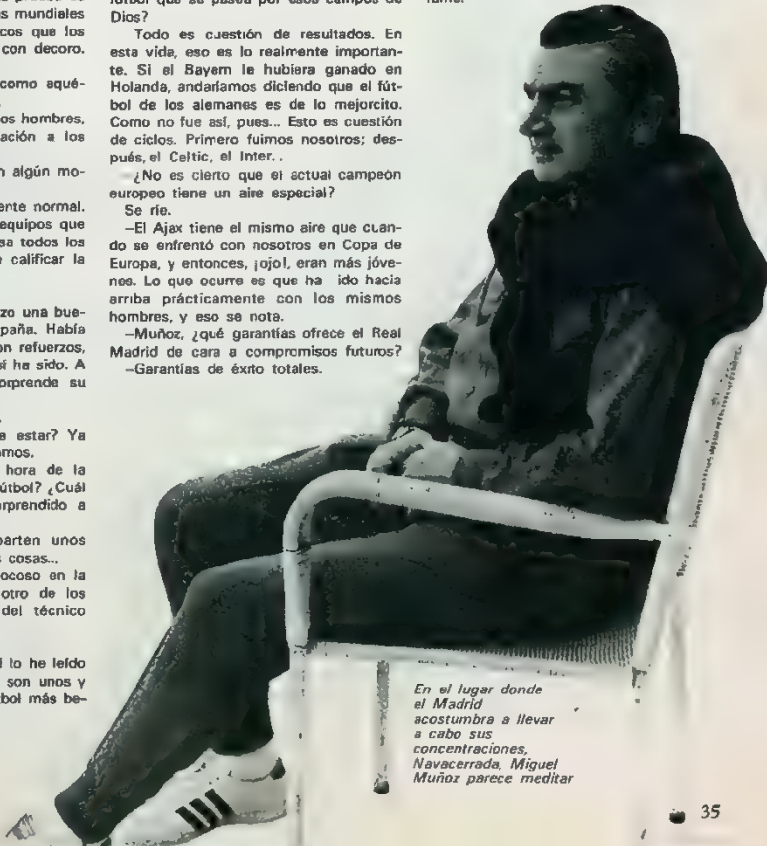 s mundiales
cos que los
con decoro.
como aqué-
os hombres,
ación a los
n algún mo-
ente normal.
equipos que
sa todos los
e calificar la
zo una bue-
paña. Había
on refuerzos,
sí ha sido. A
orprende su
e estar? Ya
amos.
hora de la
útbol? ¿Cuál
rprendido a
parten unos
s cosas...
ocoso en la
otro de los
del técnico
l lo he leído
son unos y
tbol más be-
fútbol que se pasea por esos campos de
Dios?
Todo es cuestión de resultados. En
esta vida, eso es lo realmente importan-
te. Si el Bayern le hubiera ganado en
Holanda, andaríamos diciendo que el fút-
bol de los alemanes es de lo mejorcito.
Como no fue así, pues... Esto es cuestión
de ciclos. Primero fuimos nosotros; des-
pués, el Celtic, el Inter. .
¿No es cierto que el actual campeón
europeo tiene un aire especial?
Se ríe.
—El Ajax tiene el mismo aire que cuan-
do se enfrentó con nosotros en Copa de
Europa, y entonces, ¡ojo!, eran más jóve-
nes. Lo que ocurre es que ha ido hacia
arriba prácticamente con los mismos
hombres, y eso se nota.
—Muñoz, ¿qué garantías ofrece el Real
Madrid de cara a compromisos futuros?
—Garantías de éxito totales.
En el lugar donde
el Madrid
acostumbra a llevar
a cabo sus
concentraciones,
Navacerrada, Miguel
Muñoz parece meditar
35